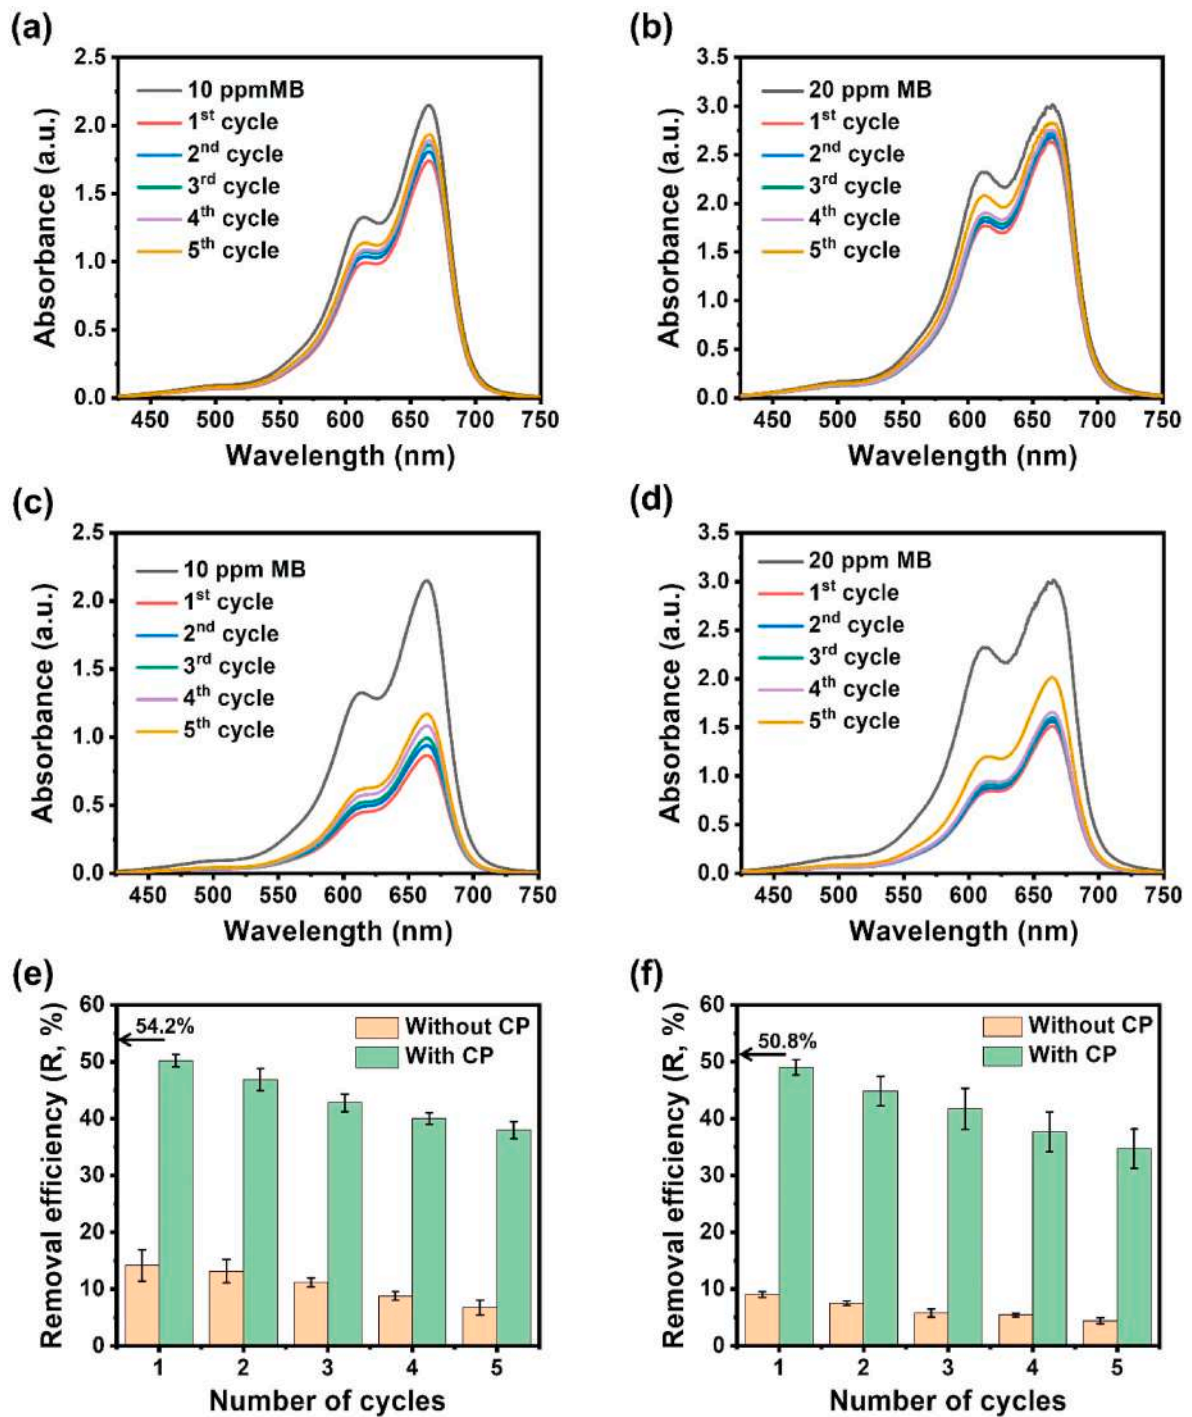 (a)
2.5
2.0
1.5
1.0
0.5
0.0
Absorbance (a.u.)
10 ppmMB
1st cycle
2nd cycle
3rd cycle
4th cycle
5th cycle
450 500 550 600 650 700 750
Wavelength (nm)
(b)
3.5
3.0
2.5
2.0
1.5
1.0
0.5
0.0
Absorbance (a.u.)
20 ppm MB
1st cycle
2nd cycle
3rd cycle
4th cycle
5th cycle
450 500 550 600 650 700 750
Wavelength (nm)
(c)
2.5
2.0
1.5
1.0
0.5
0.0
Absorbance (a.u.)
10 ppm MB
1st cycle
2nd cycle
3rd cycle
4th cycle
5th cycle
450 500 550 600 650 700 750
Wavelength (nm)
(d)
3.5
3.0
2.5
2.0
1.5
1.0
0.5
0.0
Absorbance (a.u.)
20 ppm MB
1st cycle
2nd cycle
3rd cycle
4th cycle
5th cycle
450 500 550 600 650 700 750
Wavelength (nm)
(e)
60
50
40
30
20
10
0
Removal efficiency (R, %)
54.2%
Without CP
With CP
1 2 3 4 5
Number of cycles
(f)
60
50
40
30
20
10
0
Removal efficiency (R, %)
50.8%
Without CP
With CP
1 2 3 4 5
Number of cycles